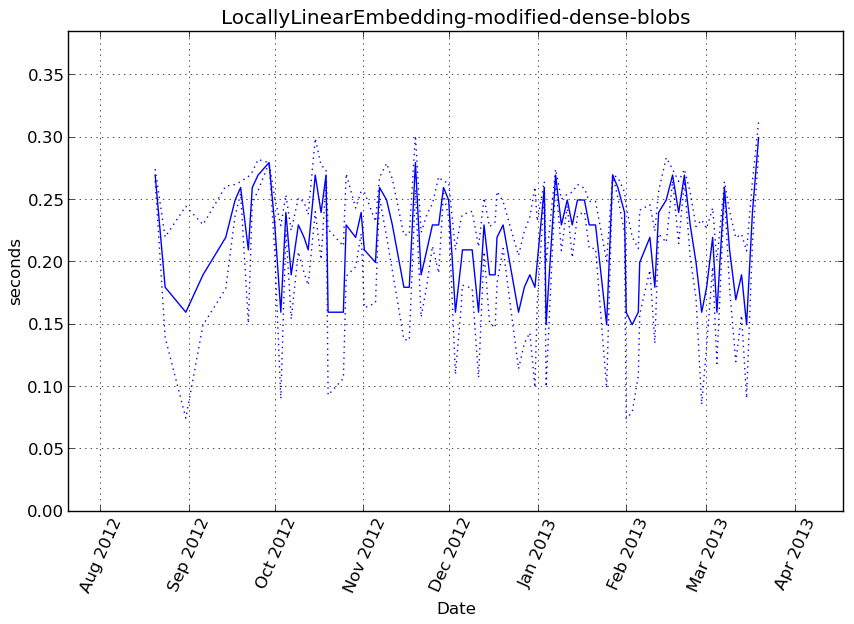 LocallyLinearEmbedding-modified-dense-blobs
0.35
0.30
0.25
0.20
0.15
0.10
0.05
0.00
seconds
Aug 2012
Sep 2012
Oct 2012
Nov 2012
Dec 2012
Jan 2013
Feb 2013
Mar 2013
Apr 2013
Date